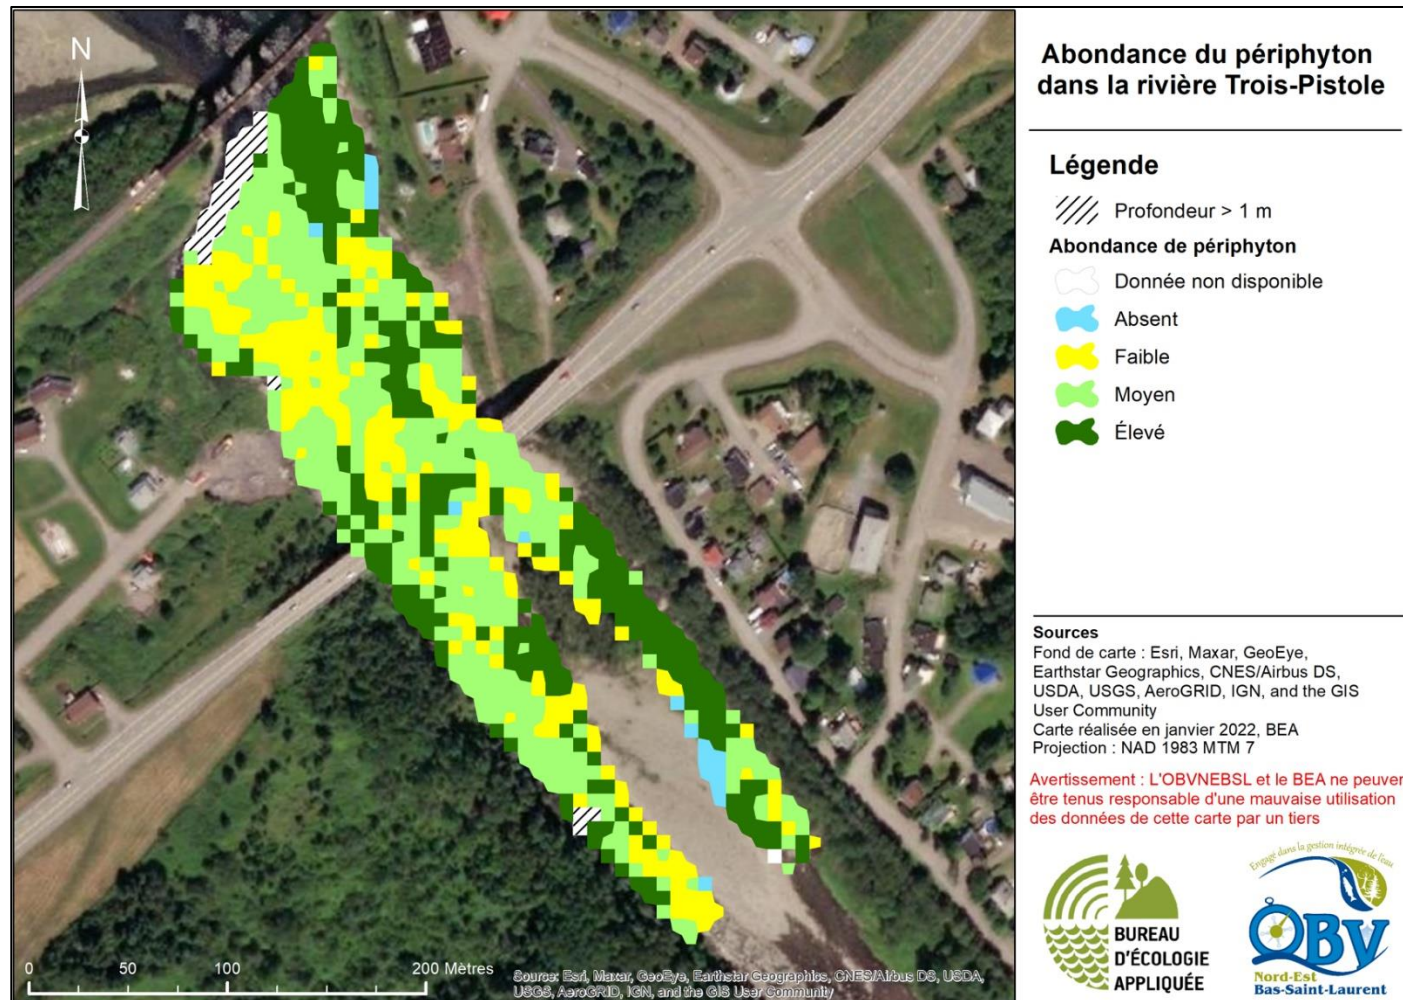 Abondance du périphyton
dans la rivière Trois-Pistole
N
Légende
Profondeur > 1 m
Abondance de périphyton
Donnée non disponible
Absent
Faible
Moyen
Élevé
Sources
Fond de carte : Esri, Maxar, GeoEye,
Earthstar Geographics, CNES/Airbus DS,
USDA, USGS, AeroGRID, IGN, and the GIS
User Community
Carte réalisée en janvier 2022, BEA
Projection : NAD 1983 MTM 7
Avertissement : L'OBVNEBSL et le BEA ne peuver
être tenus responsable d'une mauvaise utilisation
des données de cette carte par un tiers
Engagé dans la gestion intégrée de l'eau
BUREAU
D'ÉCOLOGIE
APPLIQUÉE
OBV
Nord-Est
Bas-Saint-Laurent
0 50 100 200 Mètres
Source: Esri, Maxar, GeoEye, Earthstar Geographics, CNES/Airbus DS, USDA,
USGS, AeroGRID, IGN, and the GIS User Community